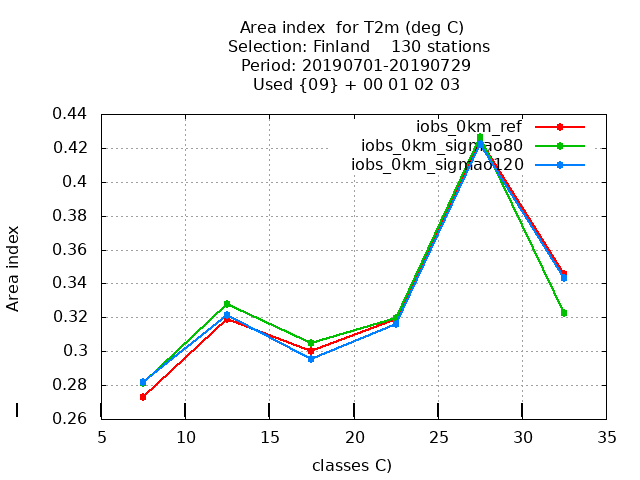 Area index  for T2m (deg C)
Selection: Finland    130 stations
Period: 20190701-20190729
Used {09} + 00 01 02 03
0.44
0.42
0.4
0.38
0.36
0.34
0.32
0.3
0.28
0.26
iobs_0km_ref
iobs_0km_sigmao80
iobs_0km_sigmao120
Area index
5
10
15
20
25
30
35
classes C)